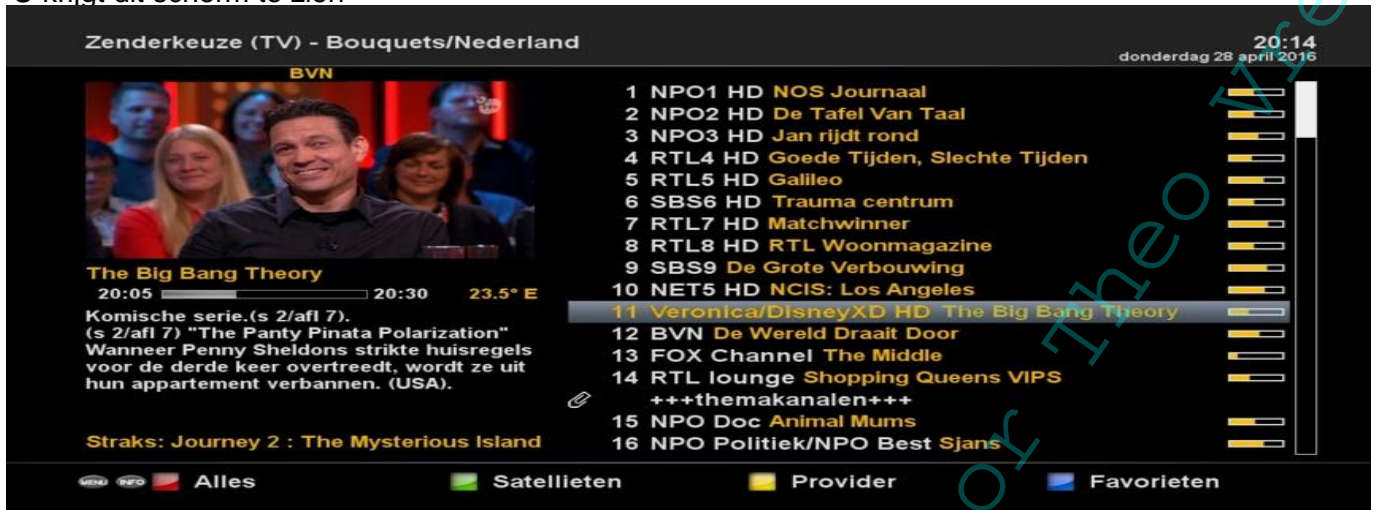 U krijgt dit scherm te zien
Zenderkeuze (TV) - Bouquets/Nederland
20:14
donderdag 28 april 2016
BVN
The Big Bang Theory
20:05 20:30 23.5° E
Komische serie.(s 2/afl 7).
(s 2/afl 7) "The Panty Pinata Polarization"
Wanneer Penny Sheldons strikte huisregels
voor de derde keer overtreedt, wordt ze uit
hun appartement verbannen. (USA).
Straks: Journey 2 : The Mysterious Island
1 NPO1 HD NOS Journaal
2 NPO2 HD De Tafel Van Taal
3 NPO3 HD Jan rijdt rond
4 RTL4 HD Goede Tijden, Slechte Tijden
5 RTL5 HD Galileo
6 SBS6 HD Trauma centrum
7 RTL7 HD Matchwinner
8 RTL8 HD RTL Woonmagazine
9 SBS9 De Grote Verbouwing
10 NET5 HD NCIS: Los Angeles
11 Veronica/DisneyXD HD The Big Bang Theory
12 BVN De Wereld Draait Door
13 FOX Channel The Middle
14 RTL lounge Shopping Queens VIPS
+++themakanalen+++
15 NPO Doc Animal Mums
16 NPO Politiek/NPO Best Sjans
MENU INFO Alles Satellieten Provider Favorieten
or Theo Vre